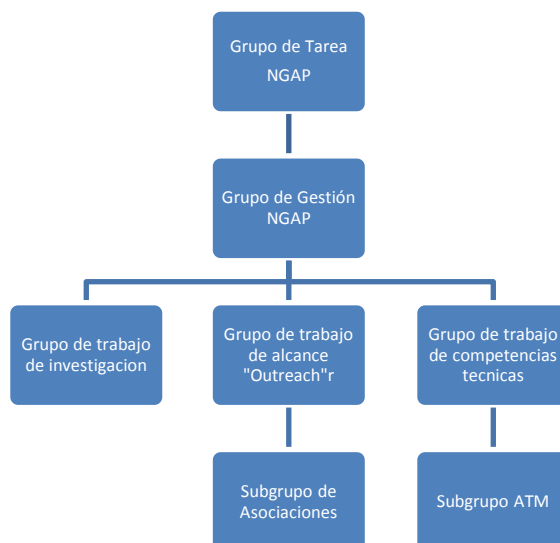 Grupo de Tarea
NGAP
Grupo de Gestión
NGAP
Grupo de trabajo
de investigacion
Grupo de trabajo
de alcance
"Outreach"r
Grupo de trabajo
de competencias
tecnicas
Subgrupo de
Asociaciones
Subgrupo ATM